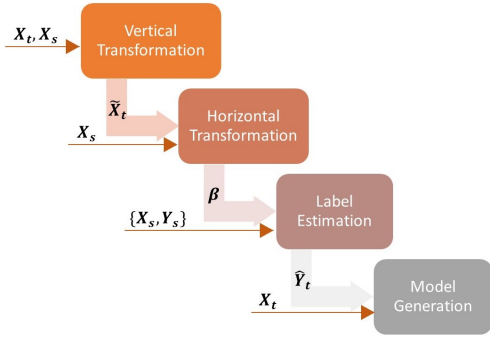 X_t, X_s
Vertical
Transformation
X̃_t
X_s
Horizontal
Transformation
β
{X_s, Y_s}
Label
Estimation
Ŷ_t
X_t
Model
Generation